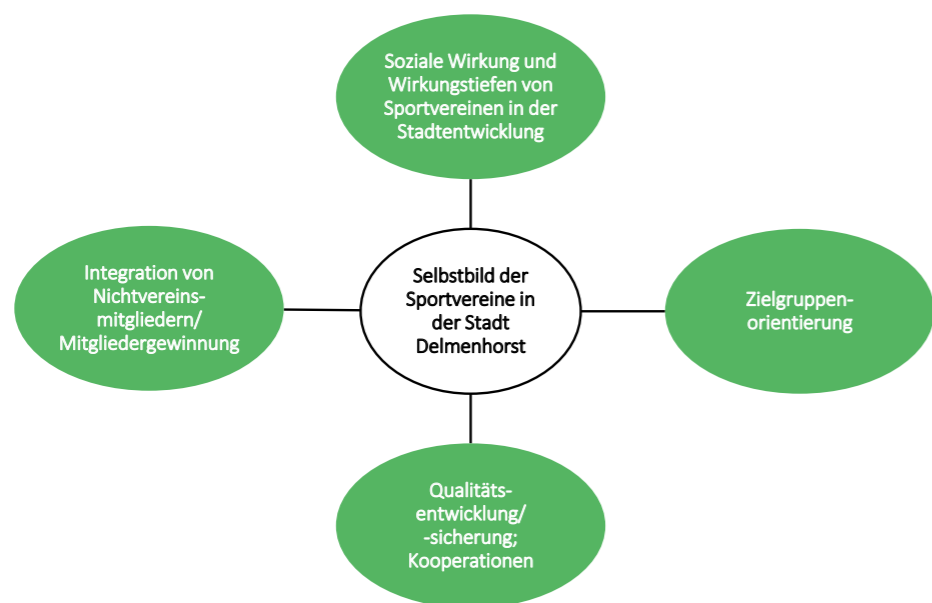 Soziale Wirkung und
Wirkungstiefen von
Sportvereinen in der
Stadtentwicklung
Integration von
Nichtvereins-
mitgliedern/
Mitgliedergewinnung
Selbstbild der
Sportvereine in
der Stadt
Delmenhorst
Zielgruppen-
orientierung
Qualitäts-
entwicklung/
-sicherung;
Kooperationen